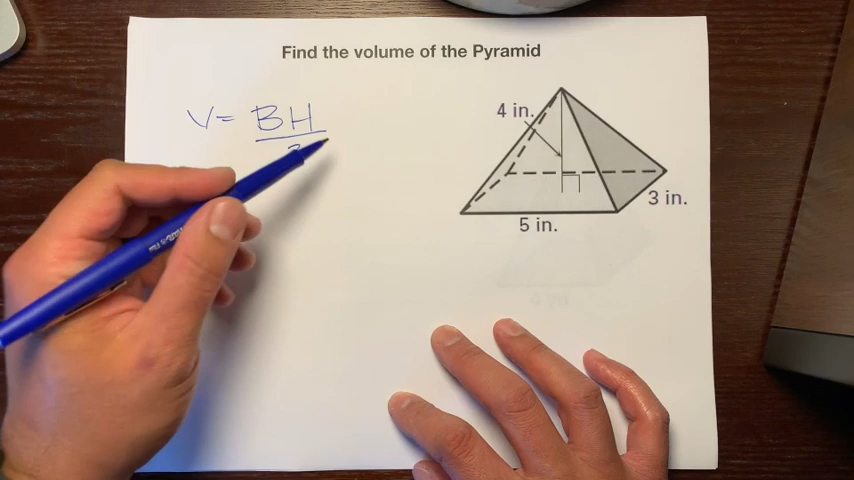 Find the volume of the Pyramid
V = BH
4 in.
3 in.
5 in.